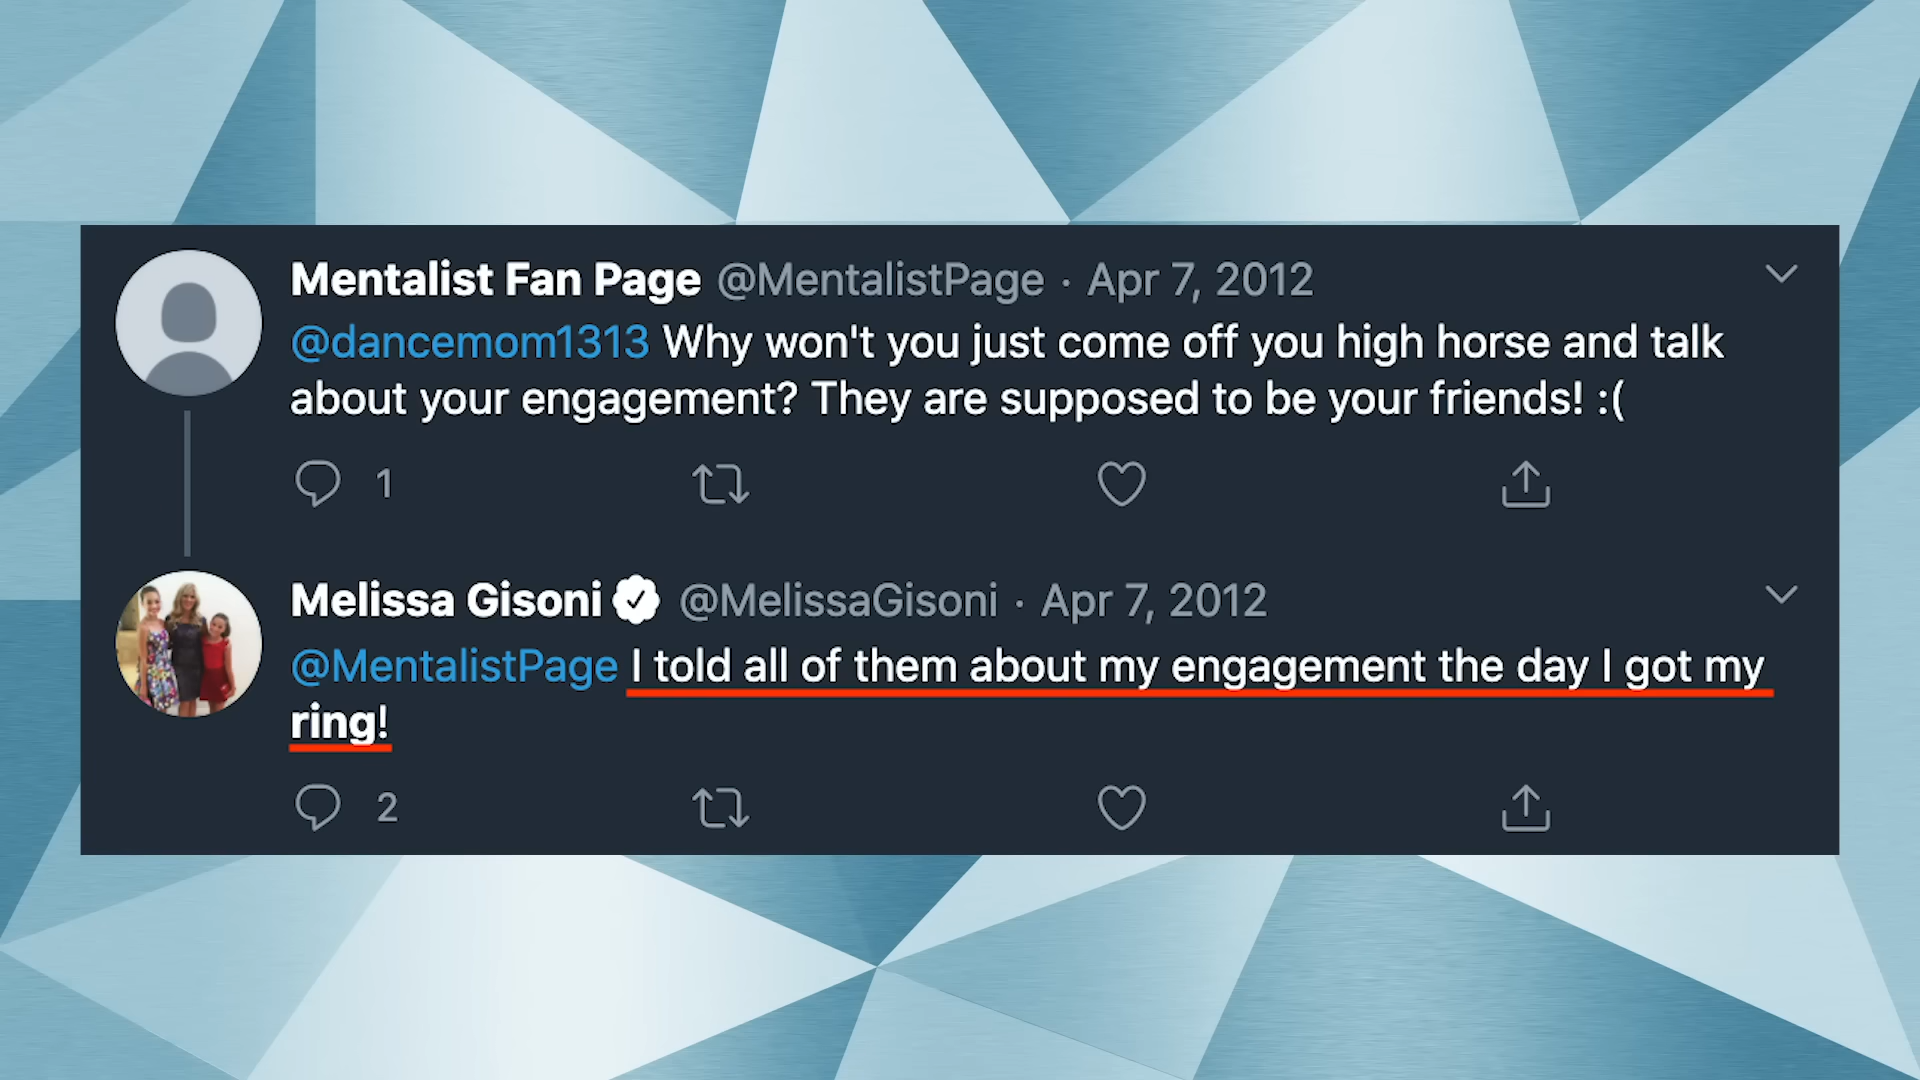 Mentalist Fan Page @MentalistPage · Apr 7, 2012
@dancemom1313 Why won't you just come off you high horse and talk
about your engagement? They are supposed to be your friends! :(
1
Melissa Gisoni @MelissaGisoni · Apr 7, 2012
@MentalistPage I told all of them about my engagement the day I got my
ring!
2